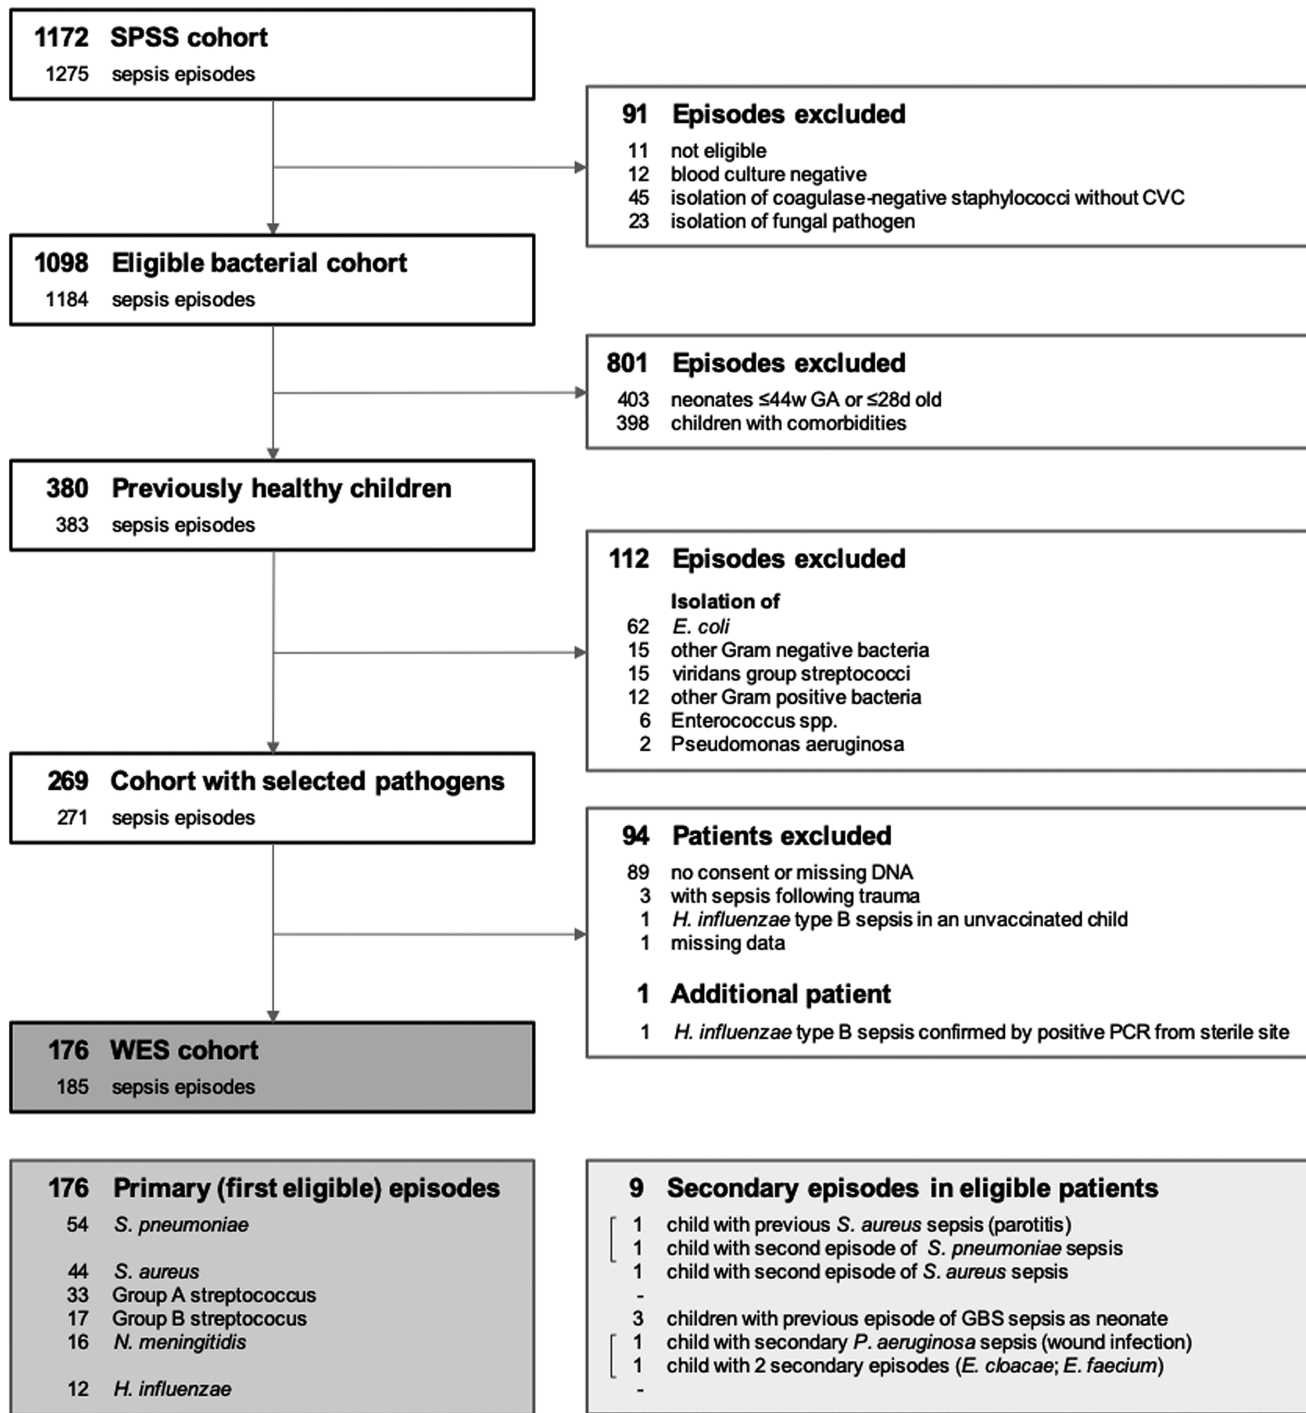 1172 SPSS cohort
1275 sepsis episodes
91 Episodes excluded
11 not eligible
12 blood culture negative
45 isolation of coagulase-negative staphylococci without CVC
23 isolation of fungal pathogen
1098 Eligible bacterial cohort
1184 sepsis episodes
801 Episodes excluded
403 neonates ≤44w GA or ≤28d old
398 children with comorbidities
380 Previously healthy children
383 sepsis episodes
112 Episodes excluded
Isolation of
62 E. coli
15 other Gram negative bacteria
15 viridans group streptococci
12 other Gram positive bacteria
6 Enterococcus spp.
2 Pseudomonas aeruginosa
269 Cohort with selected pathogens
271 sepsis episodes
94 Patients excluded
89 no consent or missing DNA
3 with sepsis following trauma
1 H. influenzae type B sepsis in an unvaccinated child
1 missing data
1 Additional patient
1 H. influenzae type B sepsis confirmed by positive PCR from sterile site
176 WES cohort
185 sepsis episodes
176 Primary (first eligible) episodes
54 S. pneumoniae
44 S. aureus
33 Group A streptococcus
17 Group B streptococus
16 N. meningitidis
12 H. influenzae
9 Secondary episodes in eligible patients
1 child with previous S. aureus sepsis (parotitis)
1 child with second episode of S. pneumoniae sepsis
1 child with second episode of S. aureus sepsis
-
3 children with previous episode of GBS sepsis as neonate
1 child with secondary P. aeruginosa sepsis (wound infection)
1 child with 2 secondary episodes (E. cloacae; E. faecium)
-